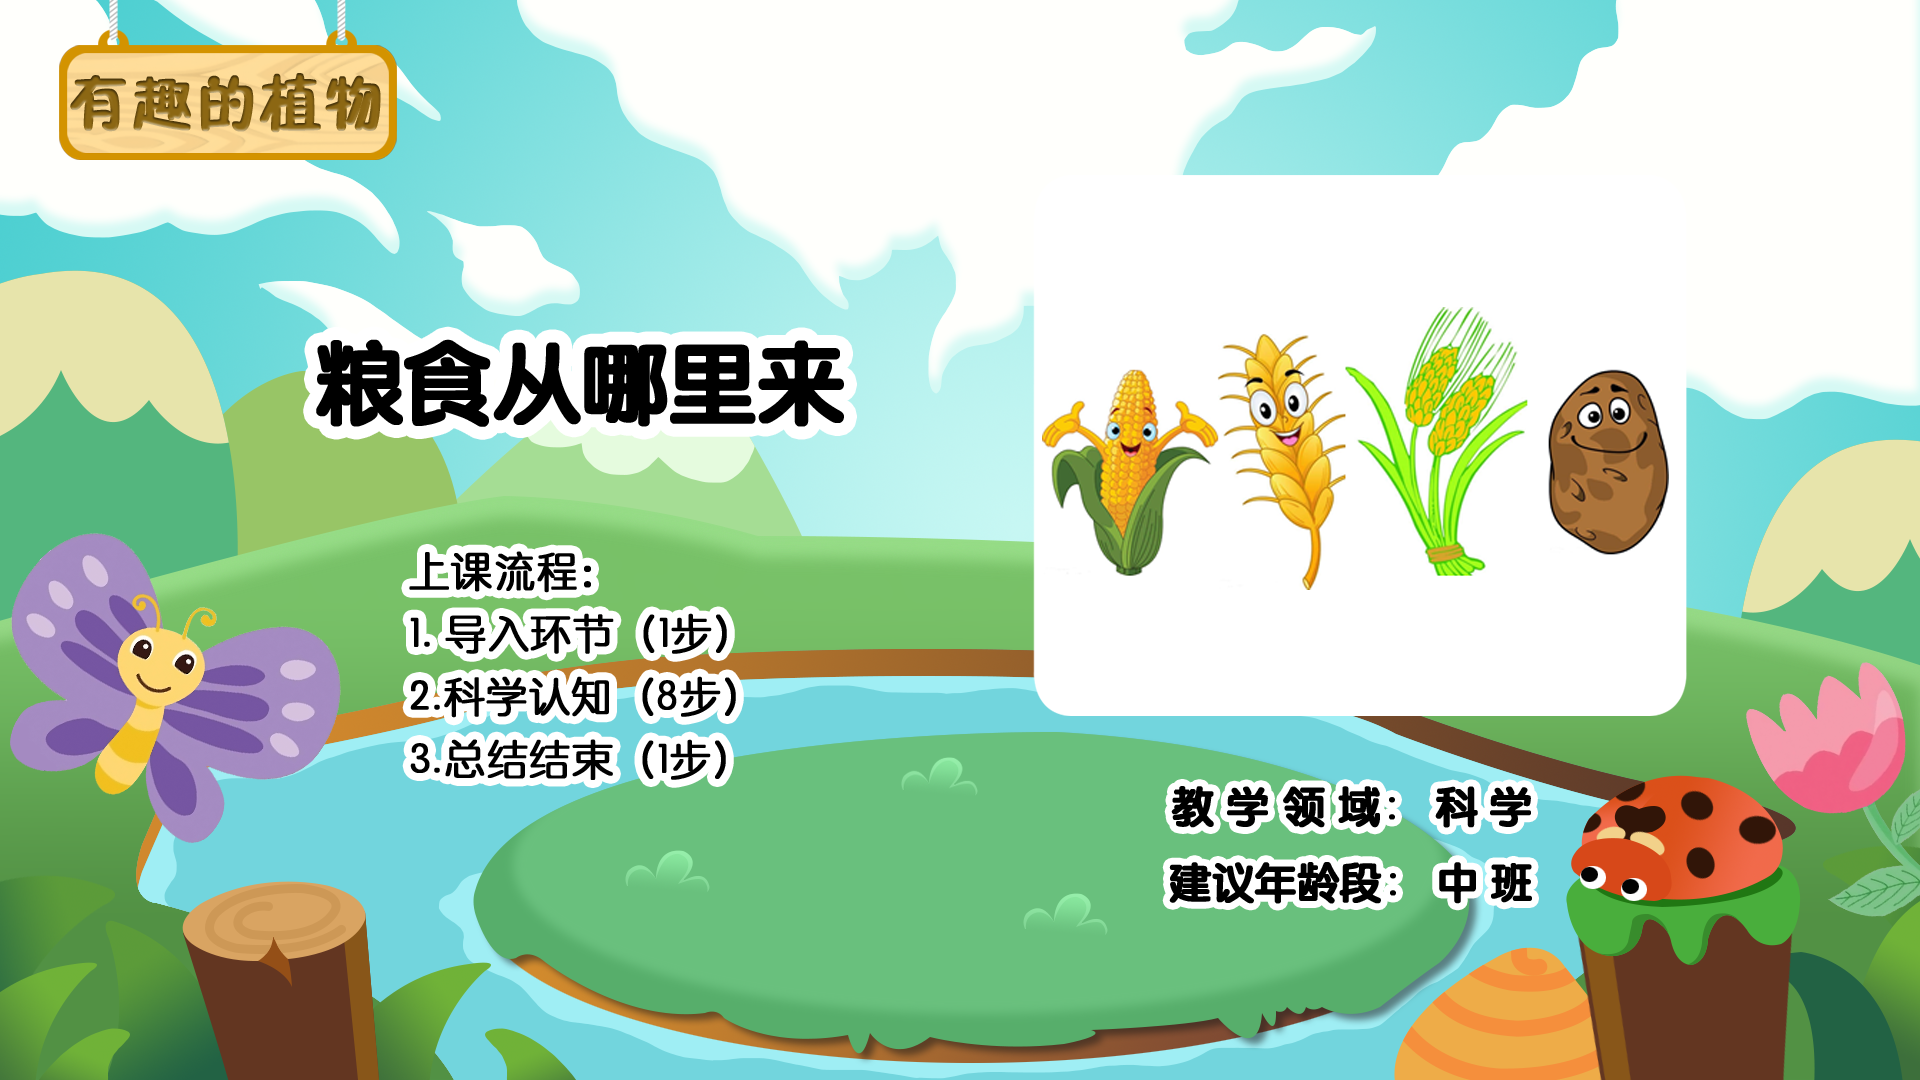 有趣的植物
粮食从哪里来
上课流程:
1. 导入环节（1步）
2.科学认知（8步）
3.总结结束（1步）
教学领域： 科学
建议年龄段： 中班